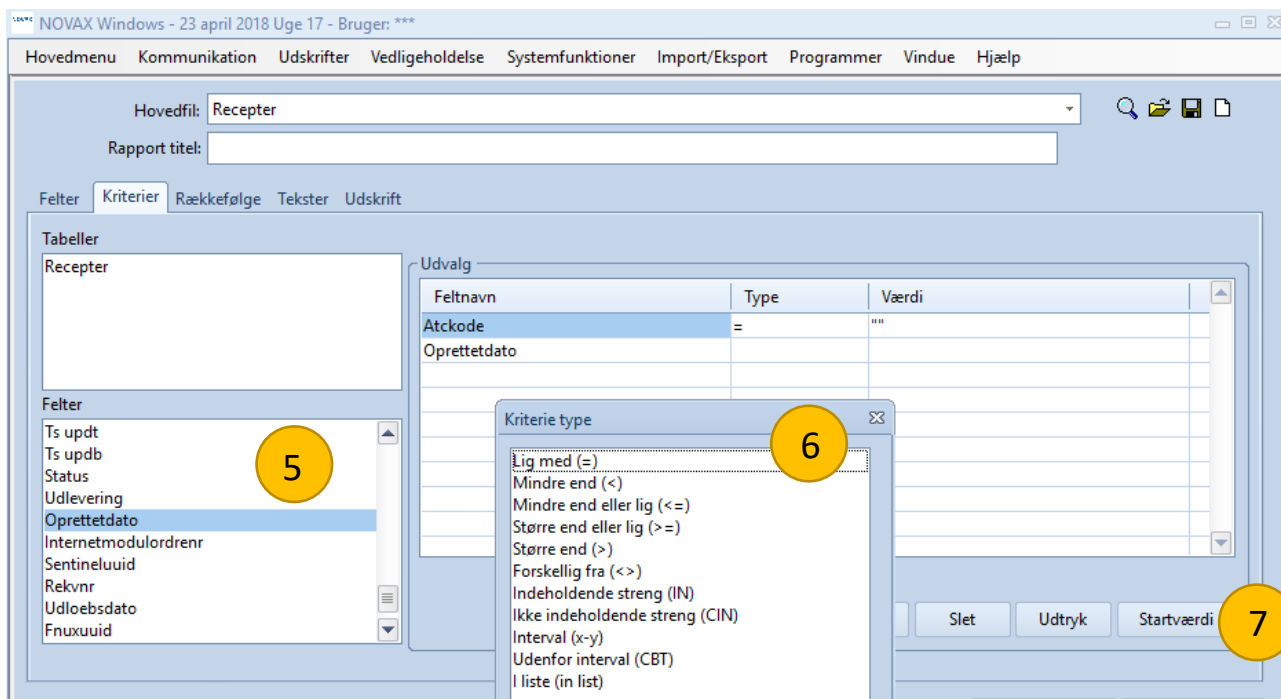 NOVAX Windows - 23 april 2018 Uge 17 - Bruger: ***
Hovedmenu Kommunikation Udskrifter Vedligeholdelse Systemfunktioner Import/Eksport Programmer Vindue Hjælp
Hovedfil: Recepter
Rapport titel:
Felter Kriterier Rækkefølge Tekster Udskrift
Tabeller
Recepter
Udvalg
Feltnavn Type Værdi
Atckode = ""
Oprettetdato
Felter
Ts updt
Ts updb
Status
Udlevering
Oprettetdato
Internetmodulordrenr
Sentineluuid
Rekvnr
Udloebsdato
Fnuxuuid
5
Kriterie type
6
Lig med (=)
Mindre end (<)
Mindre end eller lig (<=)
Større end eller lig (>=)
Større end (>)
Forskellig fra (<>)
Indeholdende streng (IN)
Ikke indeholdende streng (CIN)
Interval (x-y)
Udenfor interval (CBT)
I liste (in list)
Slet Udtryk Startværdi
7